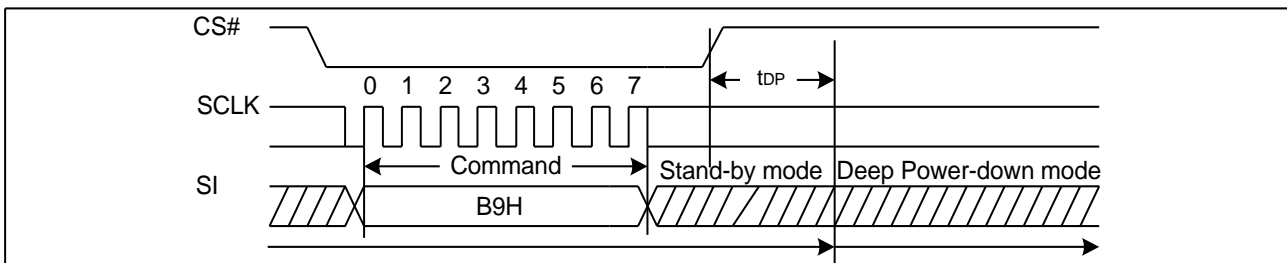 CS#
tDP
0 1 2 3 4 5 6 7
SCLK
Command
Stand-by mode Deep Power-down mode
SI
B9H